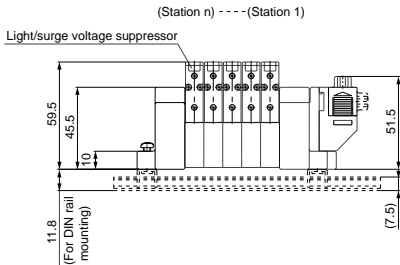 (Station n) ----(Station 1)
Light/surge voltage suppressor
59.5
45.5
10
51.5
11.8
(For DIN rail
mounting)
(7.5)